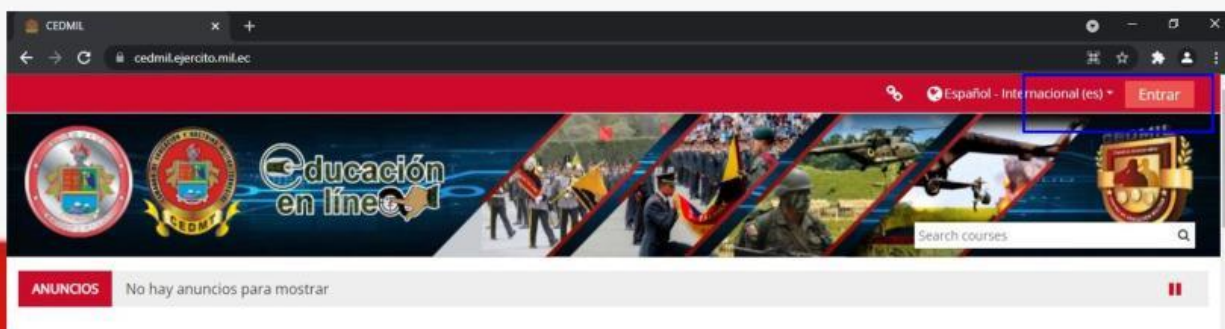 CEDMIL
cedmil.ejercito.mil.ec
Español - Internacional (es)
Entrar
Educación
en línea
CEDMT
CEDMIL
Search courses
ANUNCIOS
No hay anuncios para mostrar